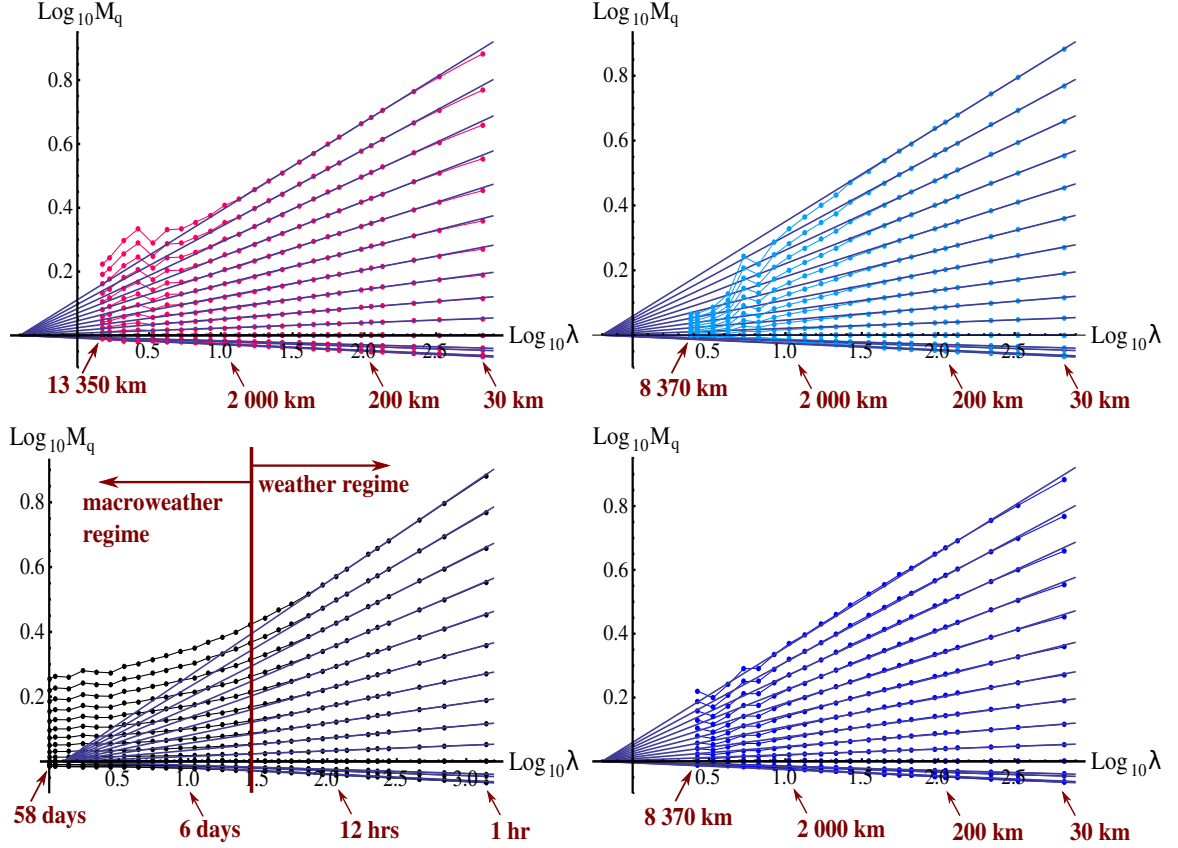 Log10Mq
0.8
0.6
0.4
0.2
Log10λ
0.5
1.0
1.5
2.0
2.5
13 350 km
2 000 km
200 km
30 km
Log10Mq
0.8
0.6
0.4
0.2
Log10λ
0.5
1.0
1.5
2.0
2.5
8 370 km
2 000 km
200 km
30 km
Log10Mq
macroweather
regime
weather regime
0.8
0.6
0.4
0.2
Log10λ
0.5
1.0
1.5
2.0
2.5
3.0
58 days
6 days
12 hrs
1 hr
Log10Mq
0.8
0.6
0.4
0.2
Log10λ
0.5
1.0
1.5
2.0
2.5
8 370 km
2 000 km
200 km
30 km